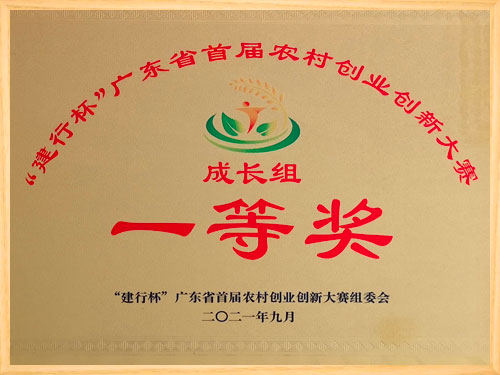 “建行杯”广东省首届农村创业创新大赛
成长组
一等奖
“建行杯”广东省首届农村创业创新大赛组委会
二〇二一年九月